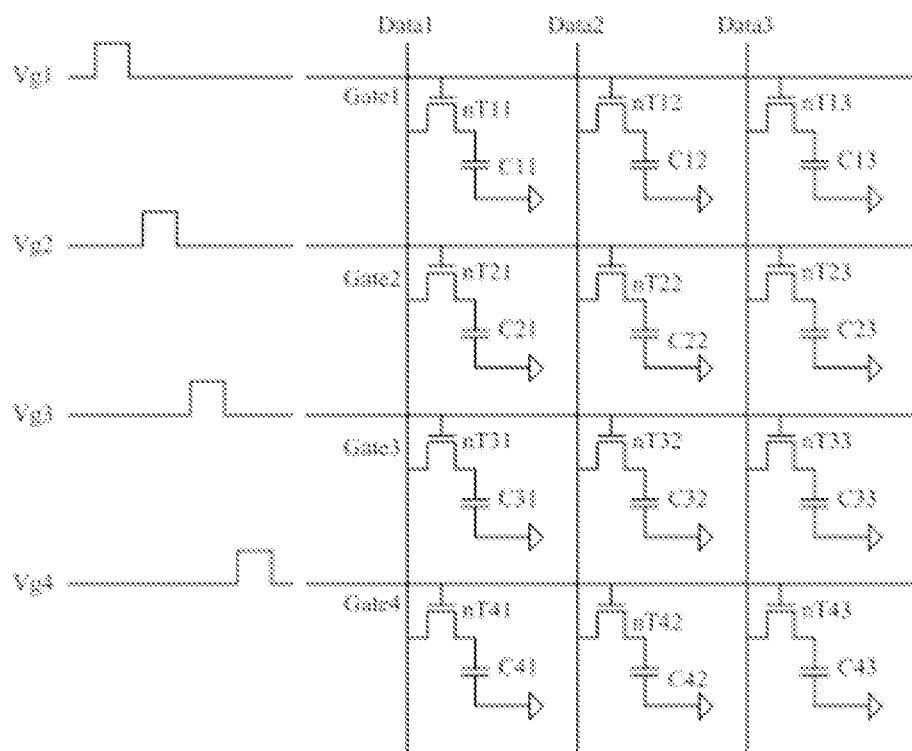 Data1 Data2 Data3
Vg1
Gate1 nT11 nT12 nT13
C11 C12 C13
Vg2
Gate2 nT21 nT22 nT23
C21 C22 C23
Vg3
Gate3 nT31 nT32 nT33
C31 C32 C33
Vg4
Gate4 nT41 nT42 nT43
C41 C42 C43